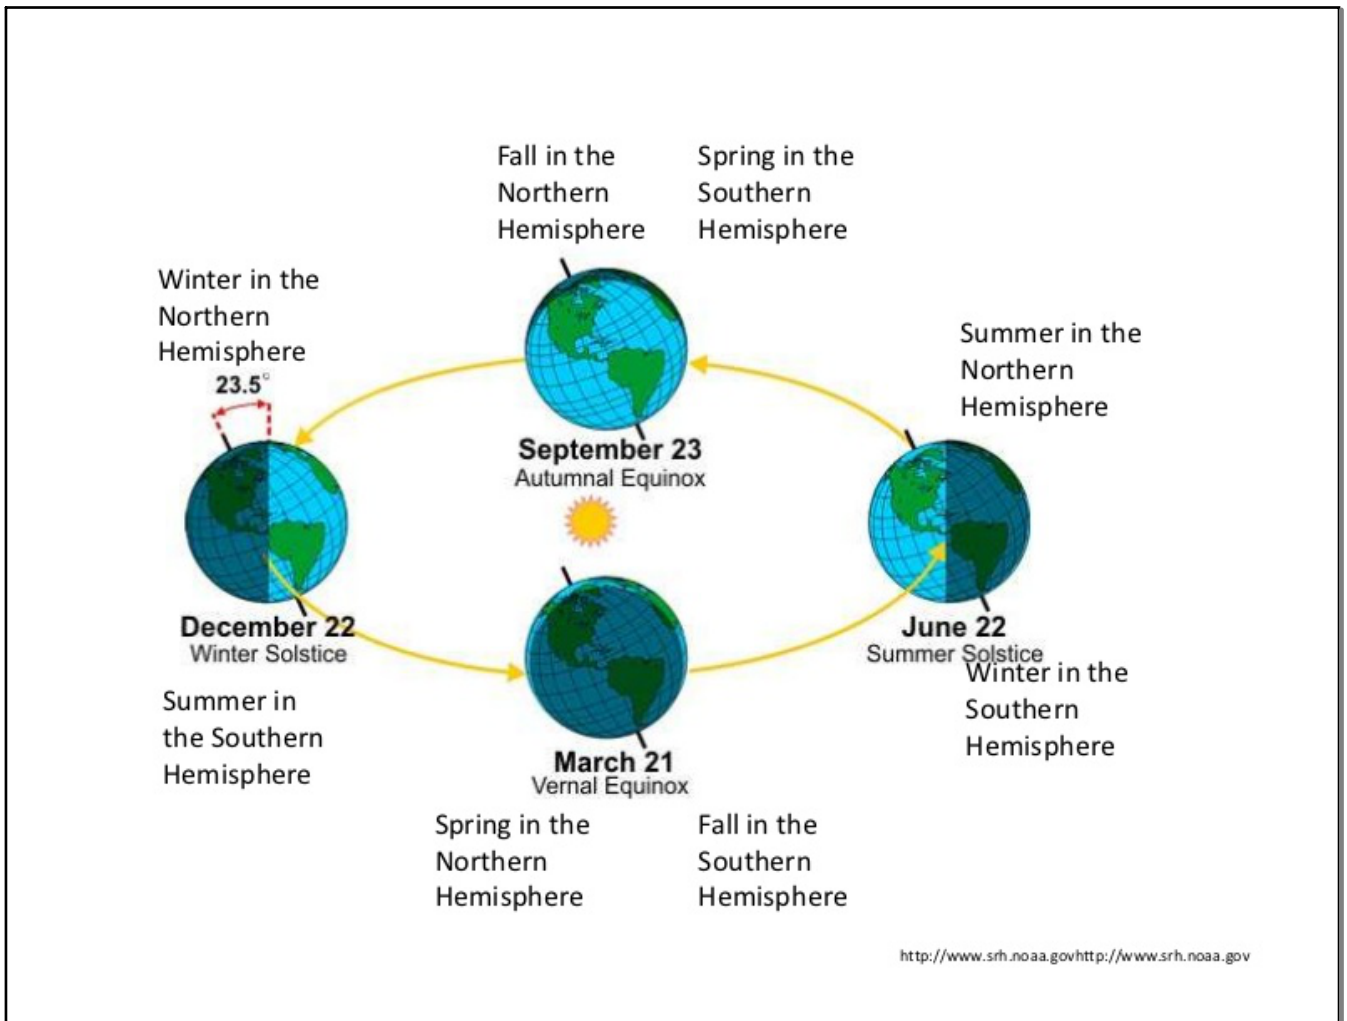 Fall in the
Northern
Hemisphere
Spring in the
Southern
Hemisphere
Winter in the
Northern
Hemisphere
23.5°
Summer in the
Northern
Hemisphere
September 23
Autumnal Equinox
December 22
Winter Solstice
June 22
Summer Solstice
Winter in the
Southern
Hemisphere
Summer in
the Southern
Hemisphere
March 21
Vernal Equinox
Spring in the
Northern
Hemisphere
Fall in the
Southern
Hemisphere
http://www.srh.noaa.govhttp://www.srh.noaa.gov